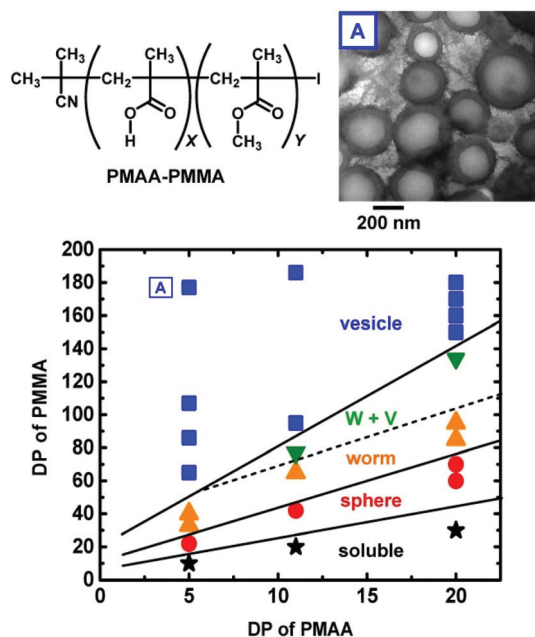 CH₃
CH₃
CH₃
CH₃
CH₂
CH₂
I
CN
O
O
O
O
H
CH₃
X
Y
PMAA-PMMA
A
200 nm
200
180
160
140
120
100
80
60
40
20
0
DP of PMMA
A
vesicle
W + V
worm
sphere
soluble
0
5
10
15
20
DP of PMAA